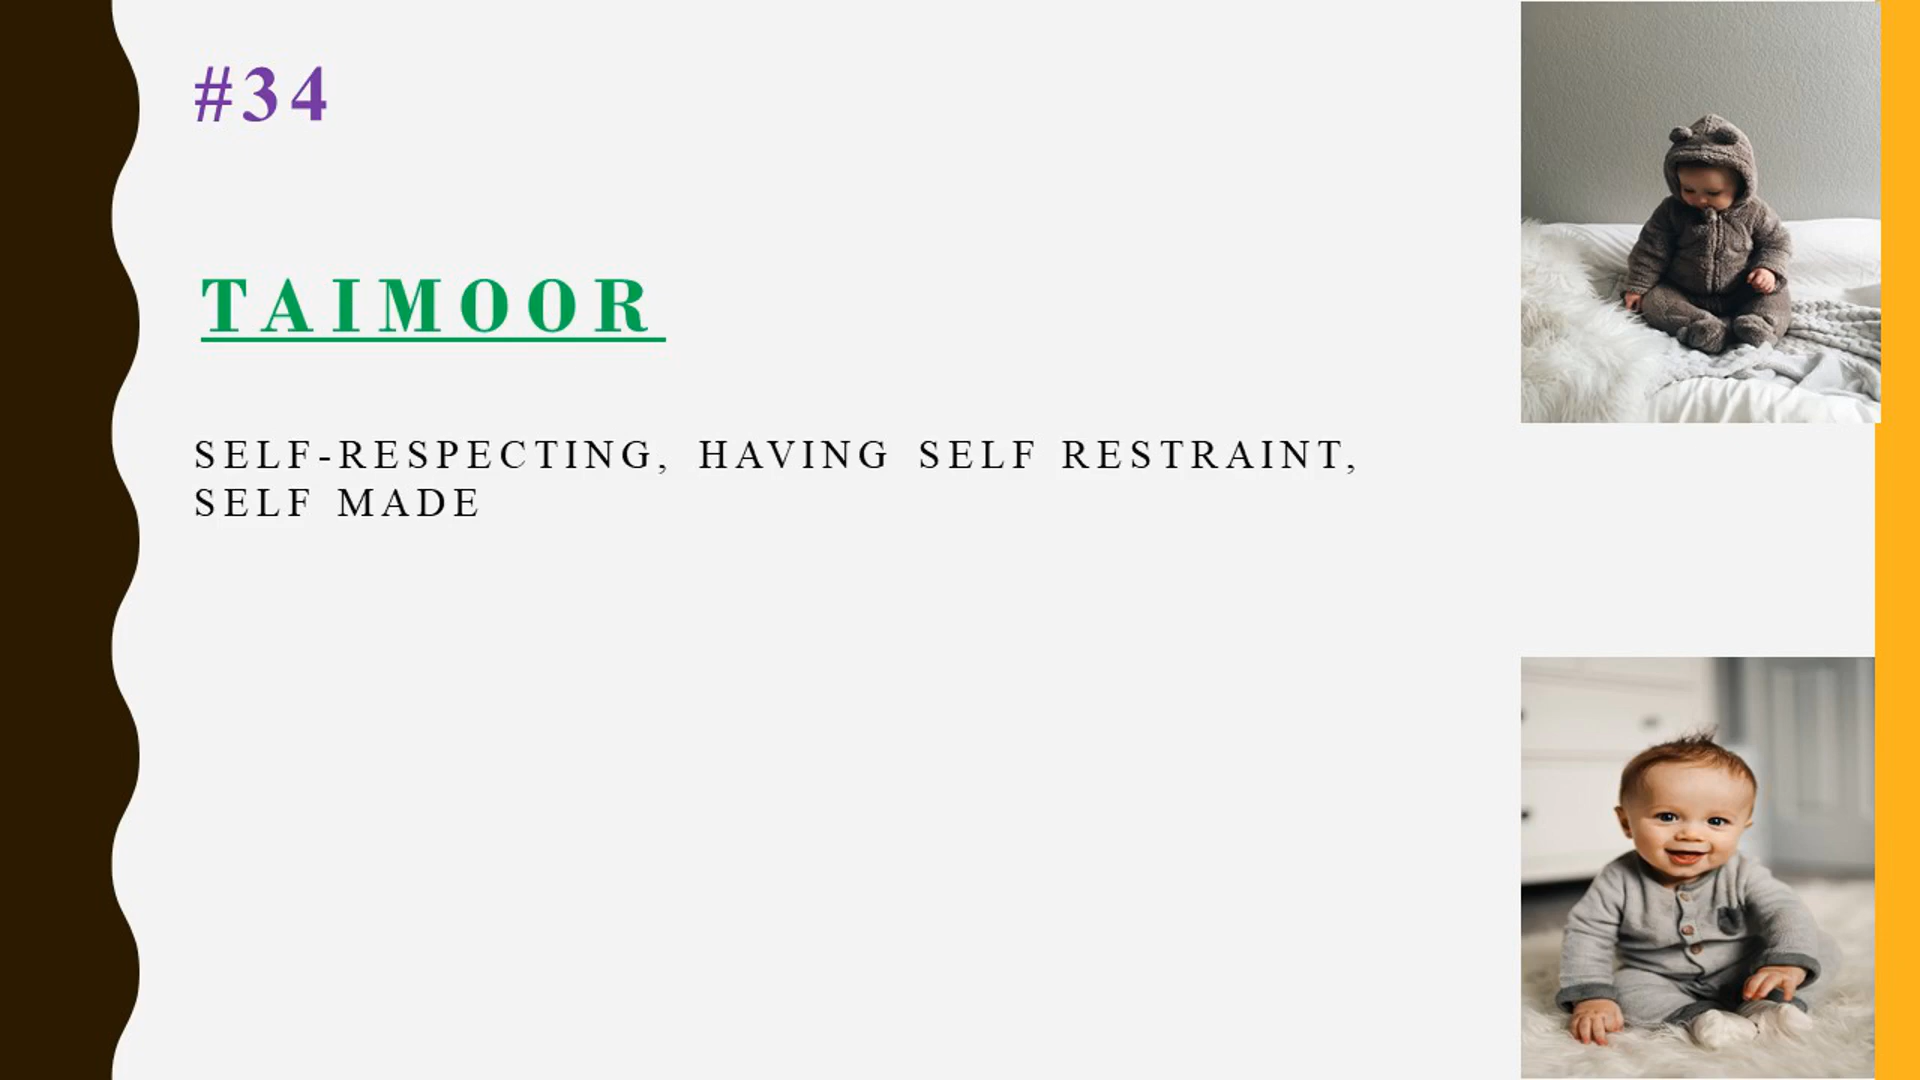 #34
TAIMOOR
SELF-RESPECTING, HAVING SELF RESTRAINT,
SELF MADE